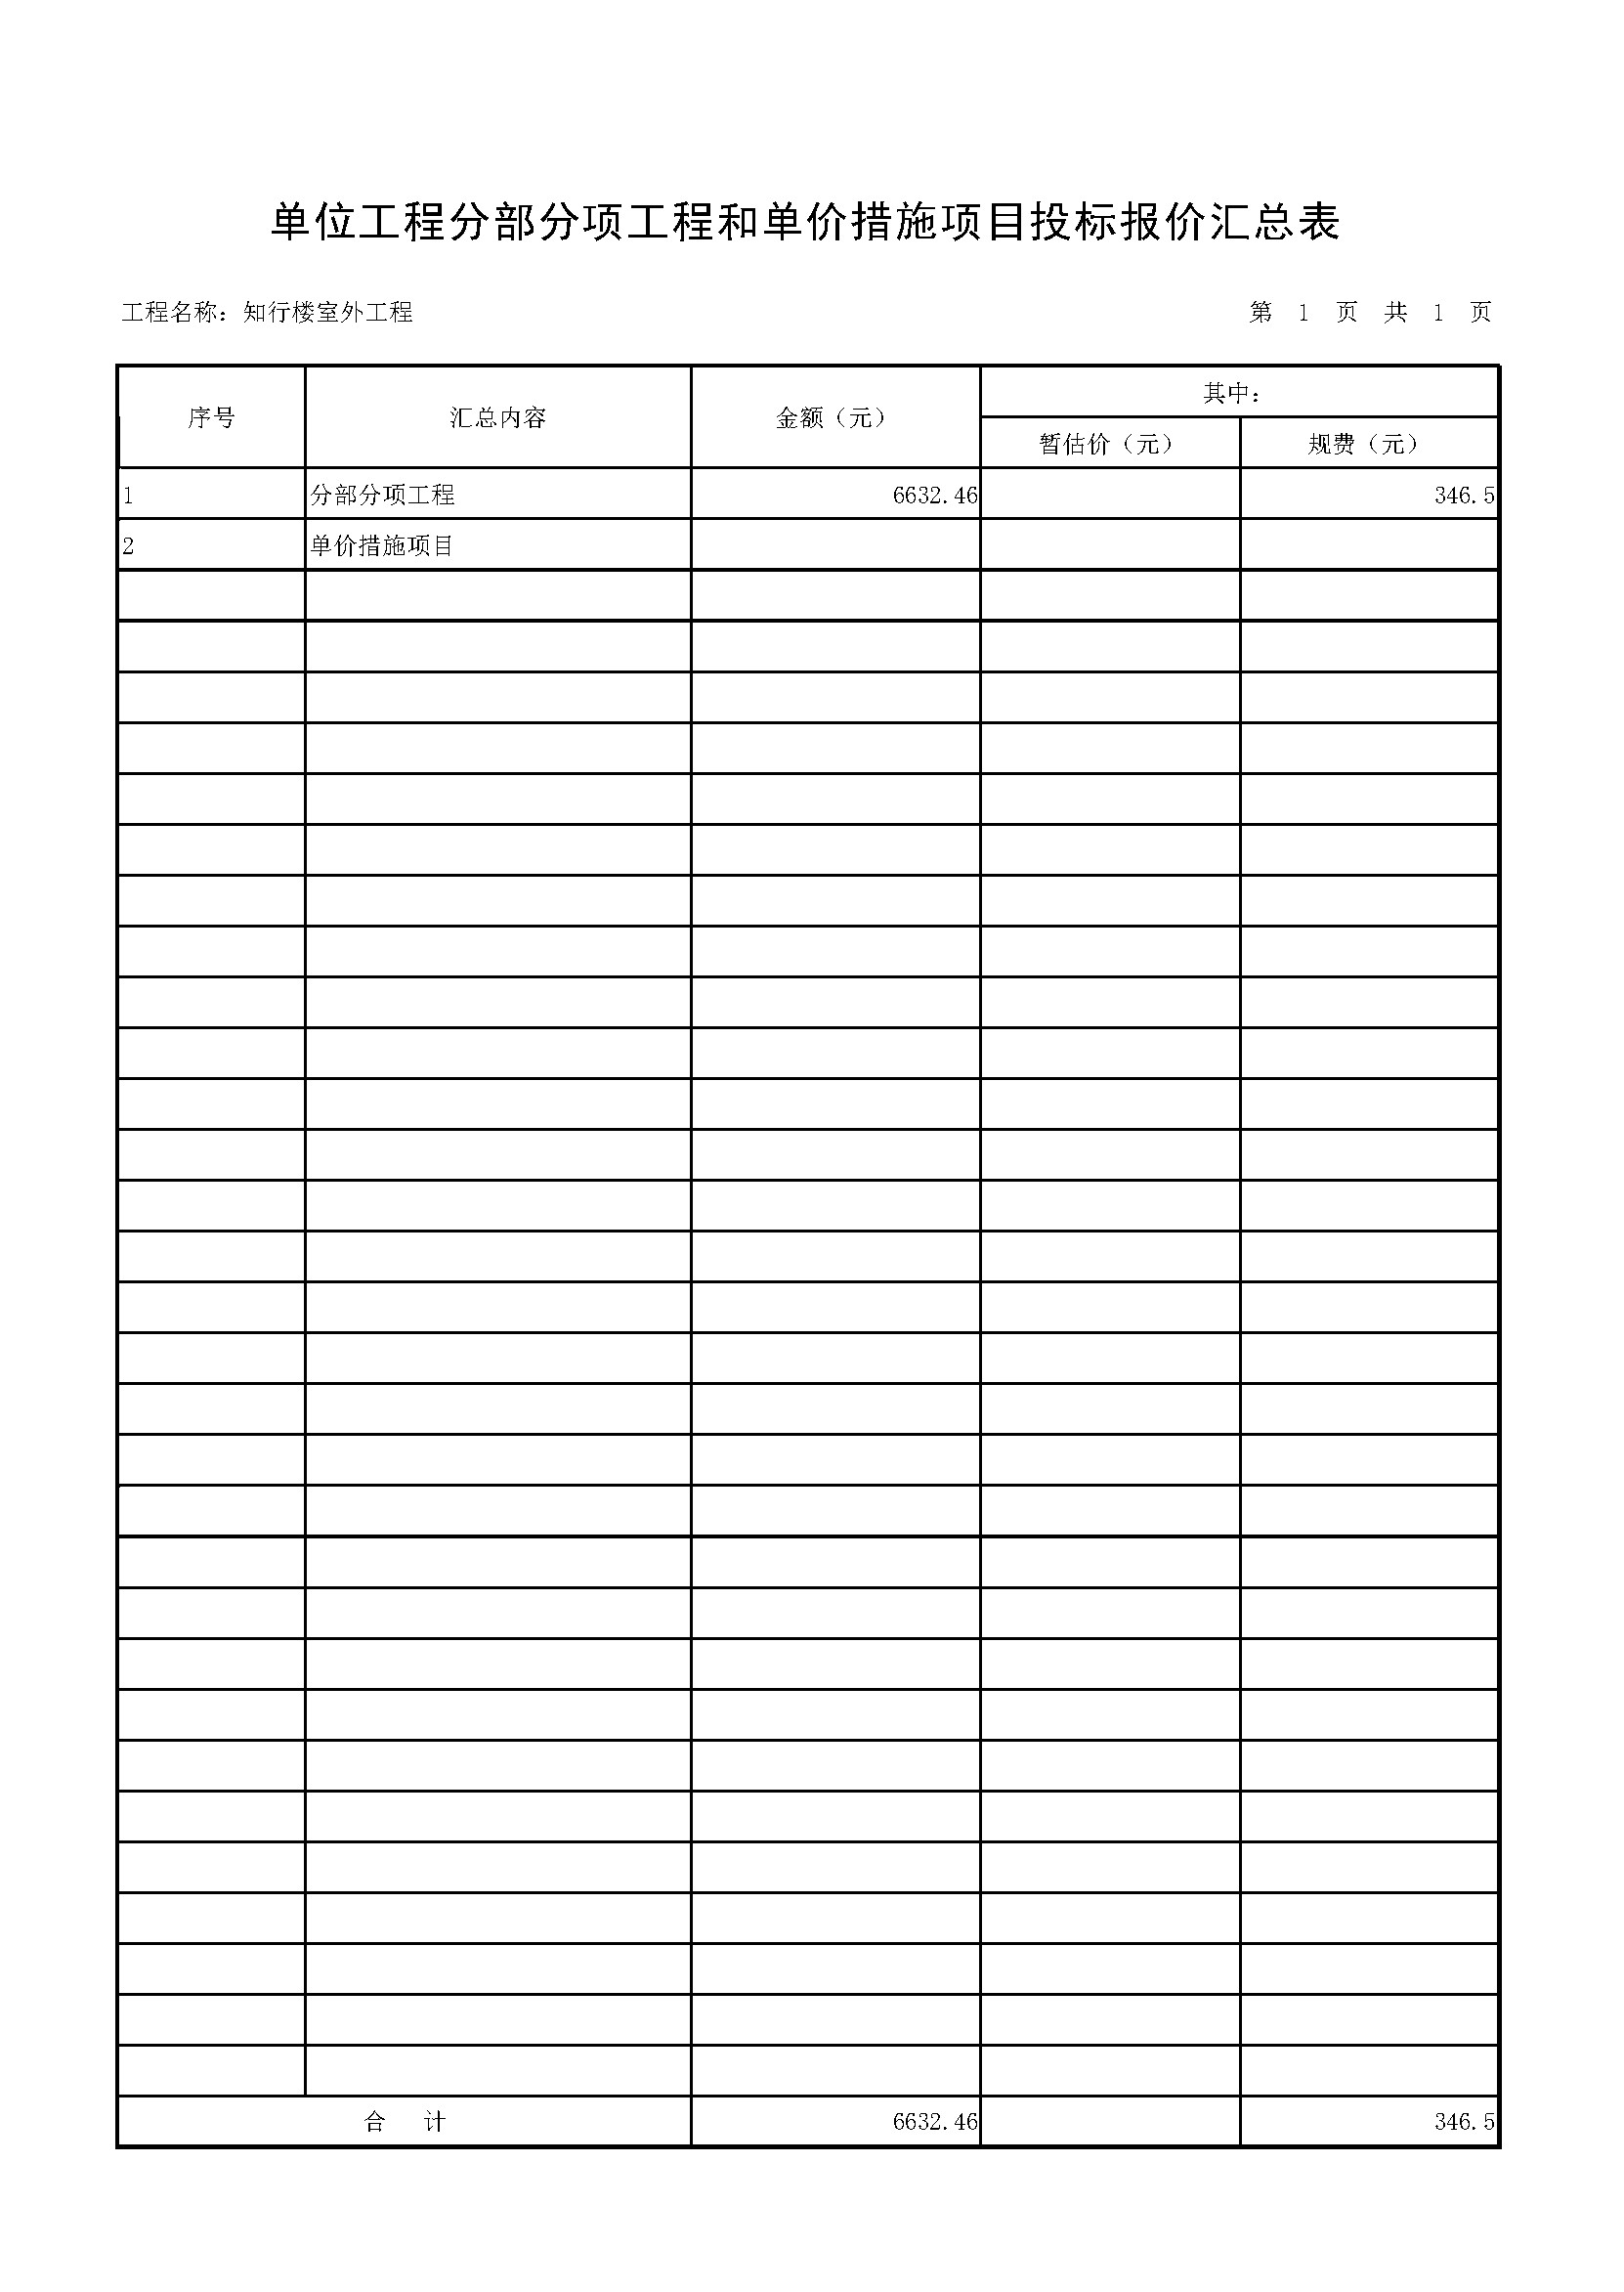 单位工程分部分项工程和单价措施项目投标报价汇总表
工程名称：知行楼室外工程 第 1 页 共 1 页
序号 汇总内容 金额（元） 其中：
暂估价（元） 规费（元）
1 分部分项工程 6632.46 346.5
2 单价措施项目
合 计 6632.46 346.5